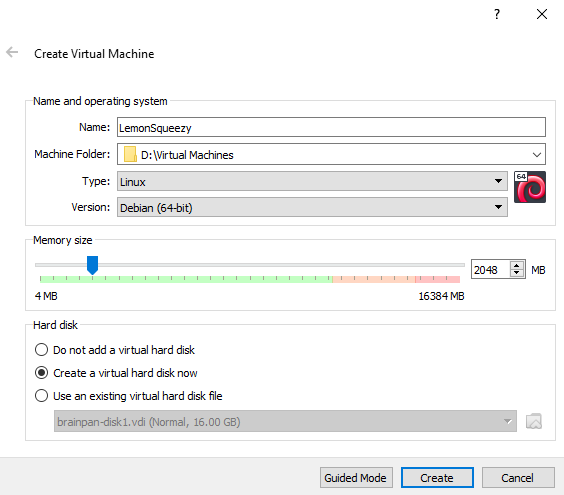 ?
Create Virtual Machine
Name and operating system
Name: LemonSqueezy
Machine Folder: D:\Virtual Machines
Type: Linux
64
Version: Debian (64-bit)
Memory size
2048 MB
4 MB 16384 MB
Hard disk
Do not add a virtual hard disk
Create a virtual hard disk now
Use an existing virtual hard disk file
brainpan-disk1.vdi (Normal, 16.00 GB)
Guided Mode Create Cancel